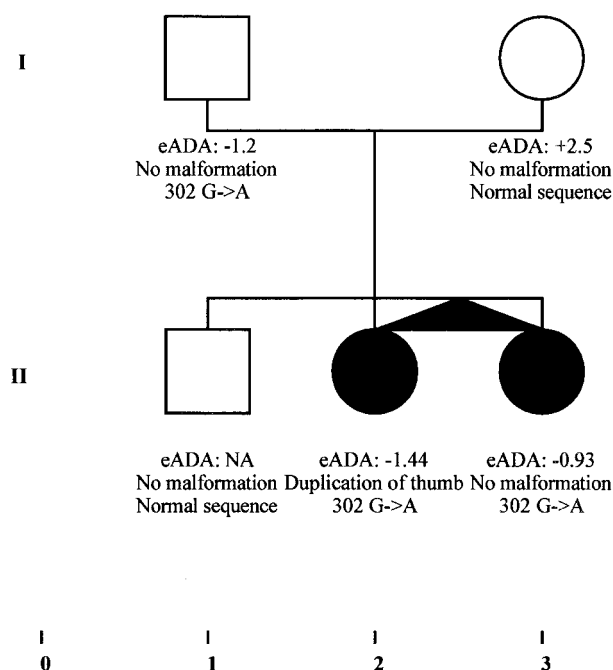 I
eADA: -1.2
No malformation
302 G->A
eADA: +2.5
No malformation
Normal sequence
II
eADA: NA
No malformation
Normal sequence
eADA: -1.44
Duplication of thumb
302 G->A
eADA: -0.93
No malformation
302 G->A
0 1 2 3